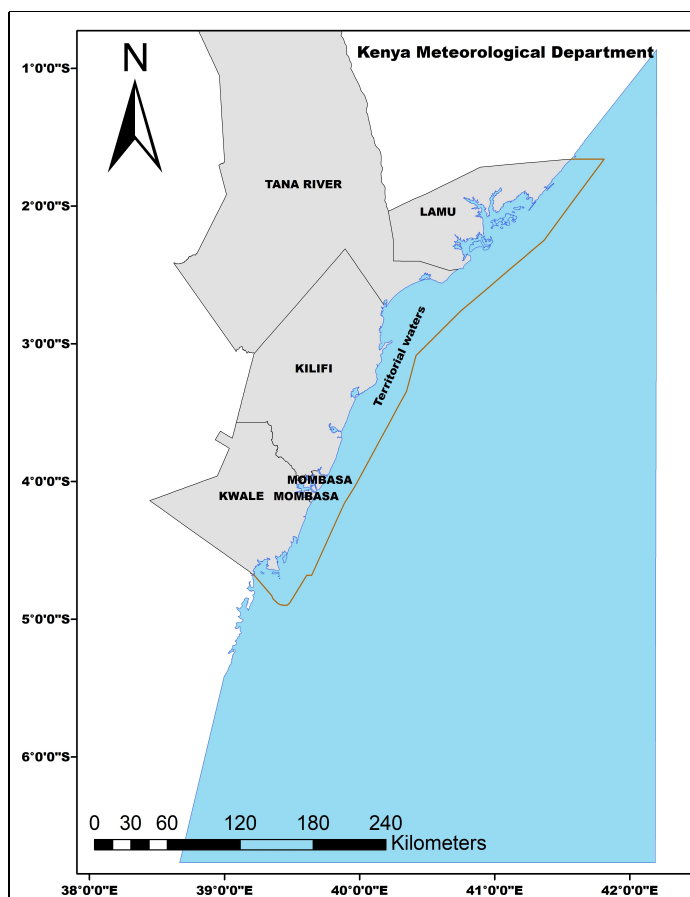 Kenya Meteorological Department
N
1°0'0"S
2°0'0"S
3°0'0"S
4°0'0"S
5°0'0"S
6°0'0"S
TANA RIVER
LAMU
Territorial waters
KILIFI
MOMBASA
KWALE MOMBASA
0 30 60 120 180 240
Kilometers
38°0'0"E 39°0'0"E 40°0'0"E 41°0'0"E 42°0'0"E